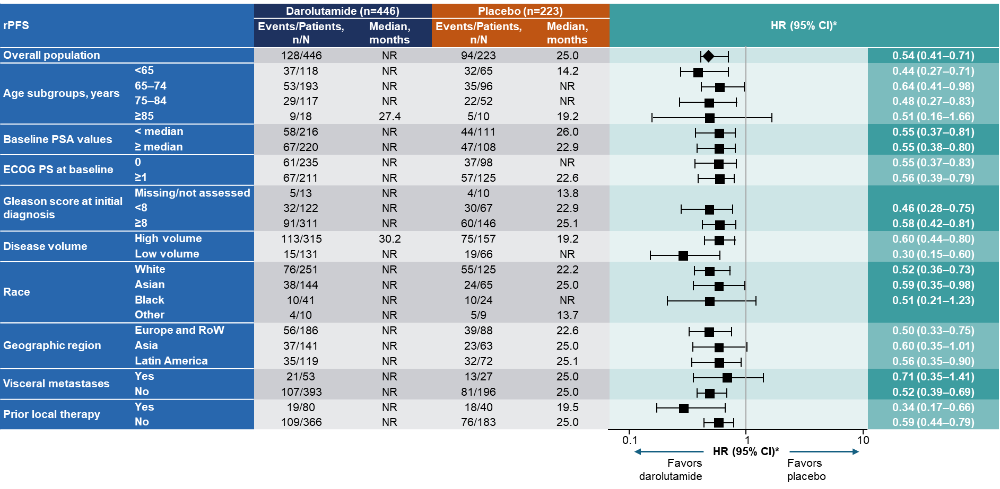 rPFS
Darolutamide (n=446)
Placebo (n=223)
HR (95% CI)*
Events/Patients, n/N
Median, months
Events/Patients, n/N
Median, months
Overall population 128/446 NR 94/223 25.0 0.54 (0.41–0.71)
Age subgroups, years
<65 37/118 NR 32/65 14.2 0.44 (0.27–0.71)
65–74 53/193 NR 35/96 NR 0.64 (0.41–0.98)
75–84 29/117 NR 22/52 NR 0.48 (0.27–0.83)
≥85 9/18 27.4 5/10 19.2 0.51 (0.16–1.66)
Baseline PSA values
< median 58/216 NR 44/111 26.0 0.55 (0.37–0.81)
≥ median 67/220 NR 47/108 22.9 0.55 (0.38–0.80)
ECOG PS at baseline
0 61/235 NR 37/98 NR 0.55 (0.37–0.83)
≥1 67/211 NR 57/125 22.6 0.56 (0.39–0.79)
Gleason score at initial
diagnosis
Missing/not assessed 5/13 NR 4/10 13.8
<8 32/122 NR 30/67 22.9 0.46 (0.28–0.75)
≥8 91/311 NR 60/146 25.1 0.58 (0.42–0.81)
Disease volume
High volume 113/315 30.2 75/157 19.2 0.60 (0.44–0.80)
Low volume 15/131 NR 19/66 NR 0.30 (0.15–0.60)
Race
White 76/251 NR 55/125 22.2 0.52 (0.36–0.73)
Asian 38/144 NR 24/65 25.0 0.59 (0.35–0.98)
Black 10/41 NR 10/24 NR 0.51 (0.21–1.23)
Other 4/10 NR 5/9 13.7
Geographic region
Europe and RoW 56/186 NR 39/88 22.6 0.50 (0.33–0.75)
Asia 37/141 NR 23/63 25.0 0.60 (0.35–1.01)
Latin America 35/119 NR 32/72 25.1 0.56 (0.35–0.90)
Visceral metastases
Yes 21/53 NR 13/27 25.0 0.71 (0.35–1.41)
No 107/393 NR 81/196 25.0 0.52 (0.39–0.69)
Prior local therapy
Yes 19/80 NR 18/40 19.5 0.34 (0.17–0.66)
No 109/366 NR 76/183 25.0 0.59 (0.44–0.79)
0.1 1 10
HR (95% CI)*
Favors
darolutamide
Favors
placebo